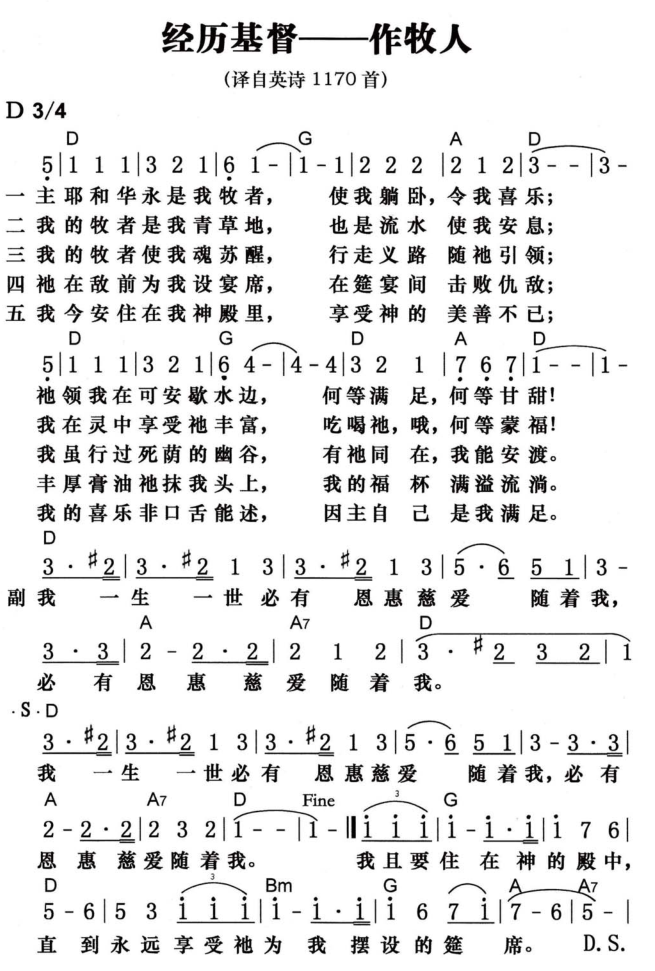 经历基督——作牧人
(译自英诗 1170 首)
D 3/4
D G A D
5|1 1 1|3 2 1|6 1-|1-1|2 2 2 |2 1 2|3--|3-
一 主耶和华永是我牧者， 使我躺卧，令我喜乐；
二 我的牧者是我青草地， 也是流水 使我安息；
三 我的牧者使我魂苏醒， 行走义路 随祂引领；
四 祂在敌前为我设宴席， 在筵宴间 击败仇敌；
五 我今安住在我神殿里， 享受神的 美善不已；
D G D A D
5|1 1 1|3 2 1|6 4-|4-4|3 2 1 |7 6 7|1--|1-
祂领我在可安歇水边， 何等满 足，何等甘甜!
我在灵中享受祂丰富， 吃喝祂，哦，何等蒙福!
我虽行过死荫的幽谷， 有祂同 在，我能安渡。
丰厚膏油祂抹我头上， 我的福 杯 满溢流淌。
我的喜乐非口舌能述， 因主自 己 是我满足。
D
3·#2|3·#2 1 3|3·#2 1 3|5·5 5 1|3-
副 我 一生 一世必有 恩惠慈爱 随着我，
A A7 D
3·3|2-2·2|2 1 2|3·#2 3 2|1
必 有恩 惠 慈爱随着我。
·S·D
3·#2|3·#2 1 3|3·#2 1 3|5·6 5 1|3-3·3|
我 一生 一世必有 恩惠慈爱 随着我，必有
A A7 D Fine 3 G
2-2·2|2 3 2|1--|1-‖1 1 1|1-1·1|1 7 6|
恩 惠 慈爱随着我。 我且要住 在 神的殿中，
D 3 Bm G A A7
5-6|5 3 1 1 1|1-1·1|1 6 7 1|7-6|5-|
直 到永 远享受祂为 我 摆设的筵 席。 D.S.